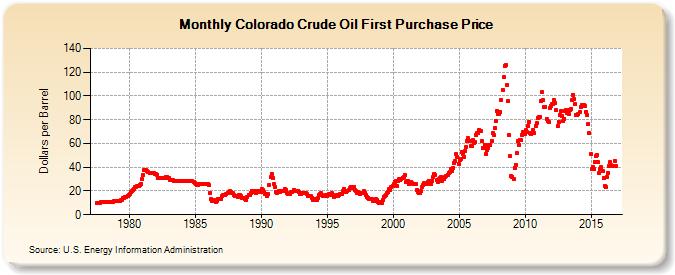 Monthly Colorado Crude Oil First Purchase Price
Dollars per Barrel
140
120
100
80
60
40
20
0
1980 1985 1990 1995 2000 2005 2010 2015
Source: U.S. Energy Information Administration